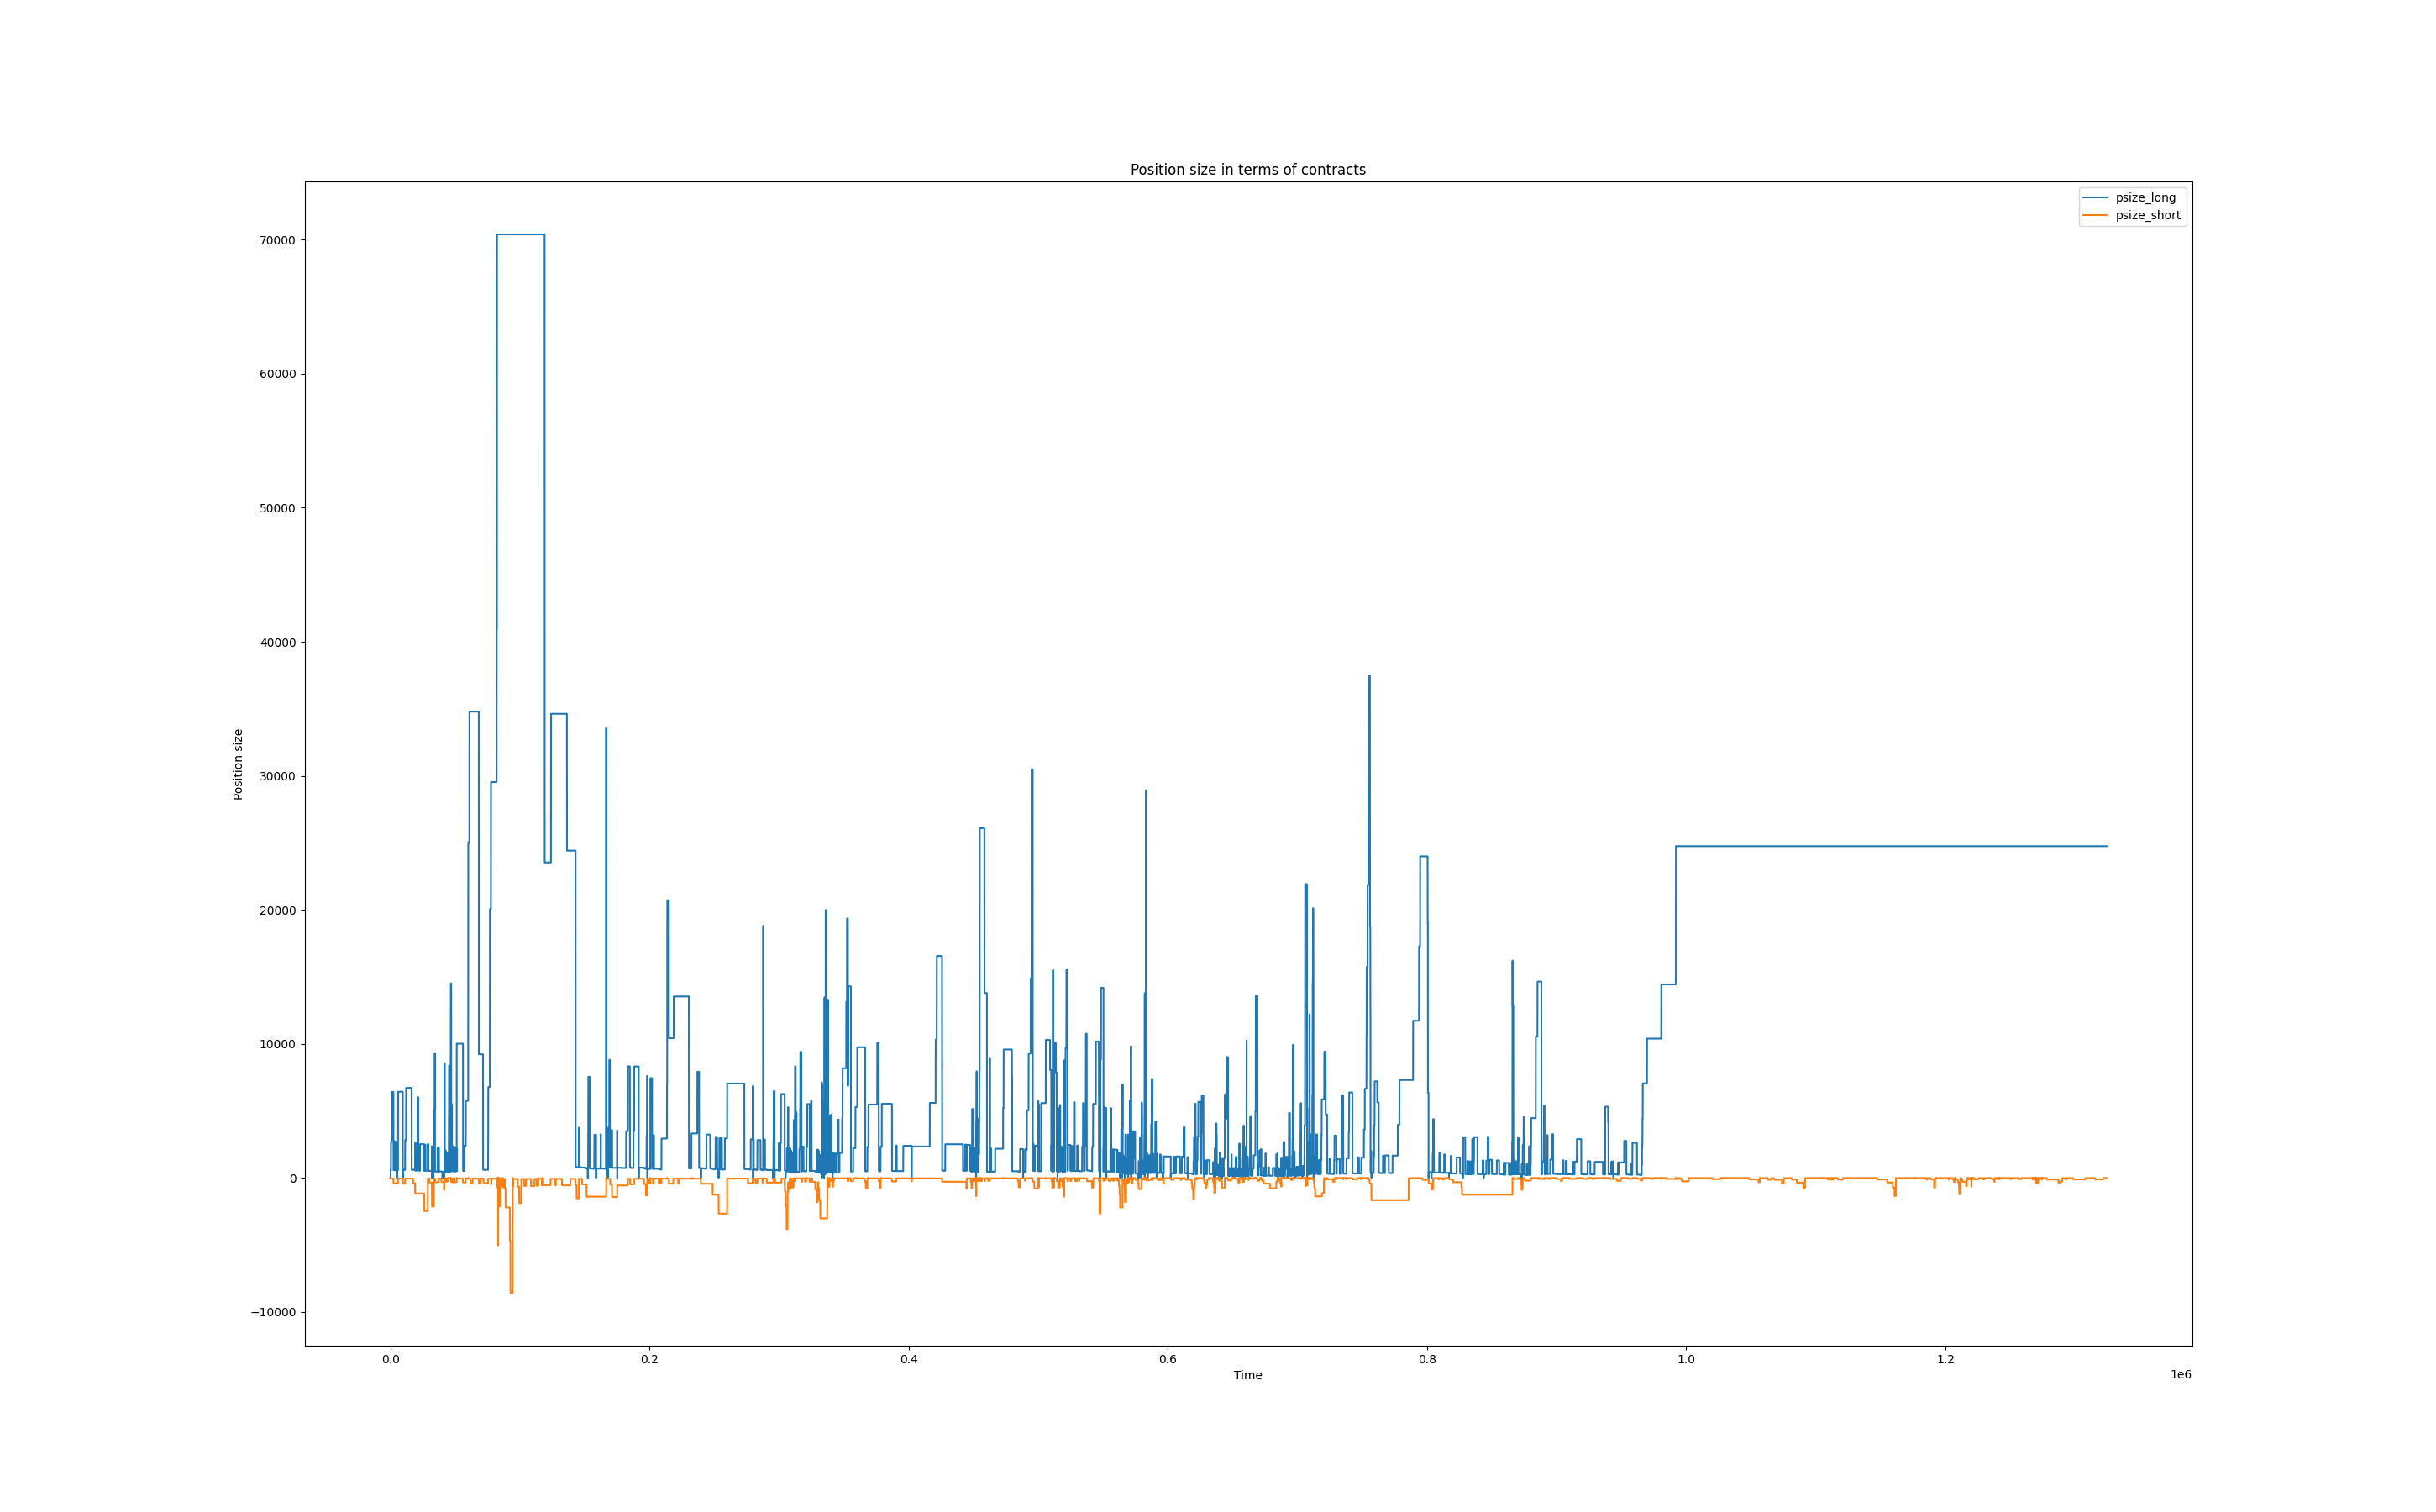 Position size in terms of contracts
psize_long
psize_short
70000
60000
50000
40000
30000
20000
10000
0
−10000
Position size
0.0 0.2 0.4 0.6 0.8 1.0 1.2
Time
1e6